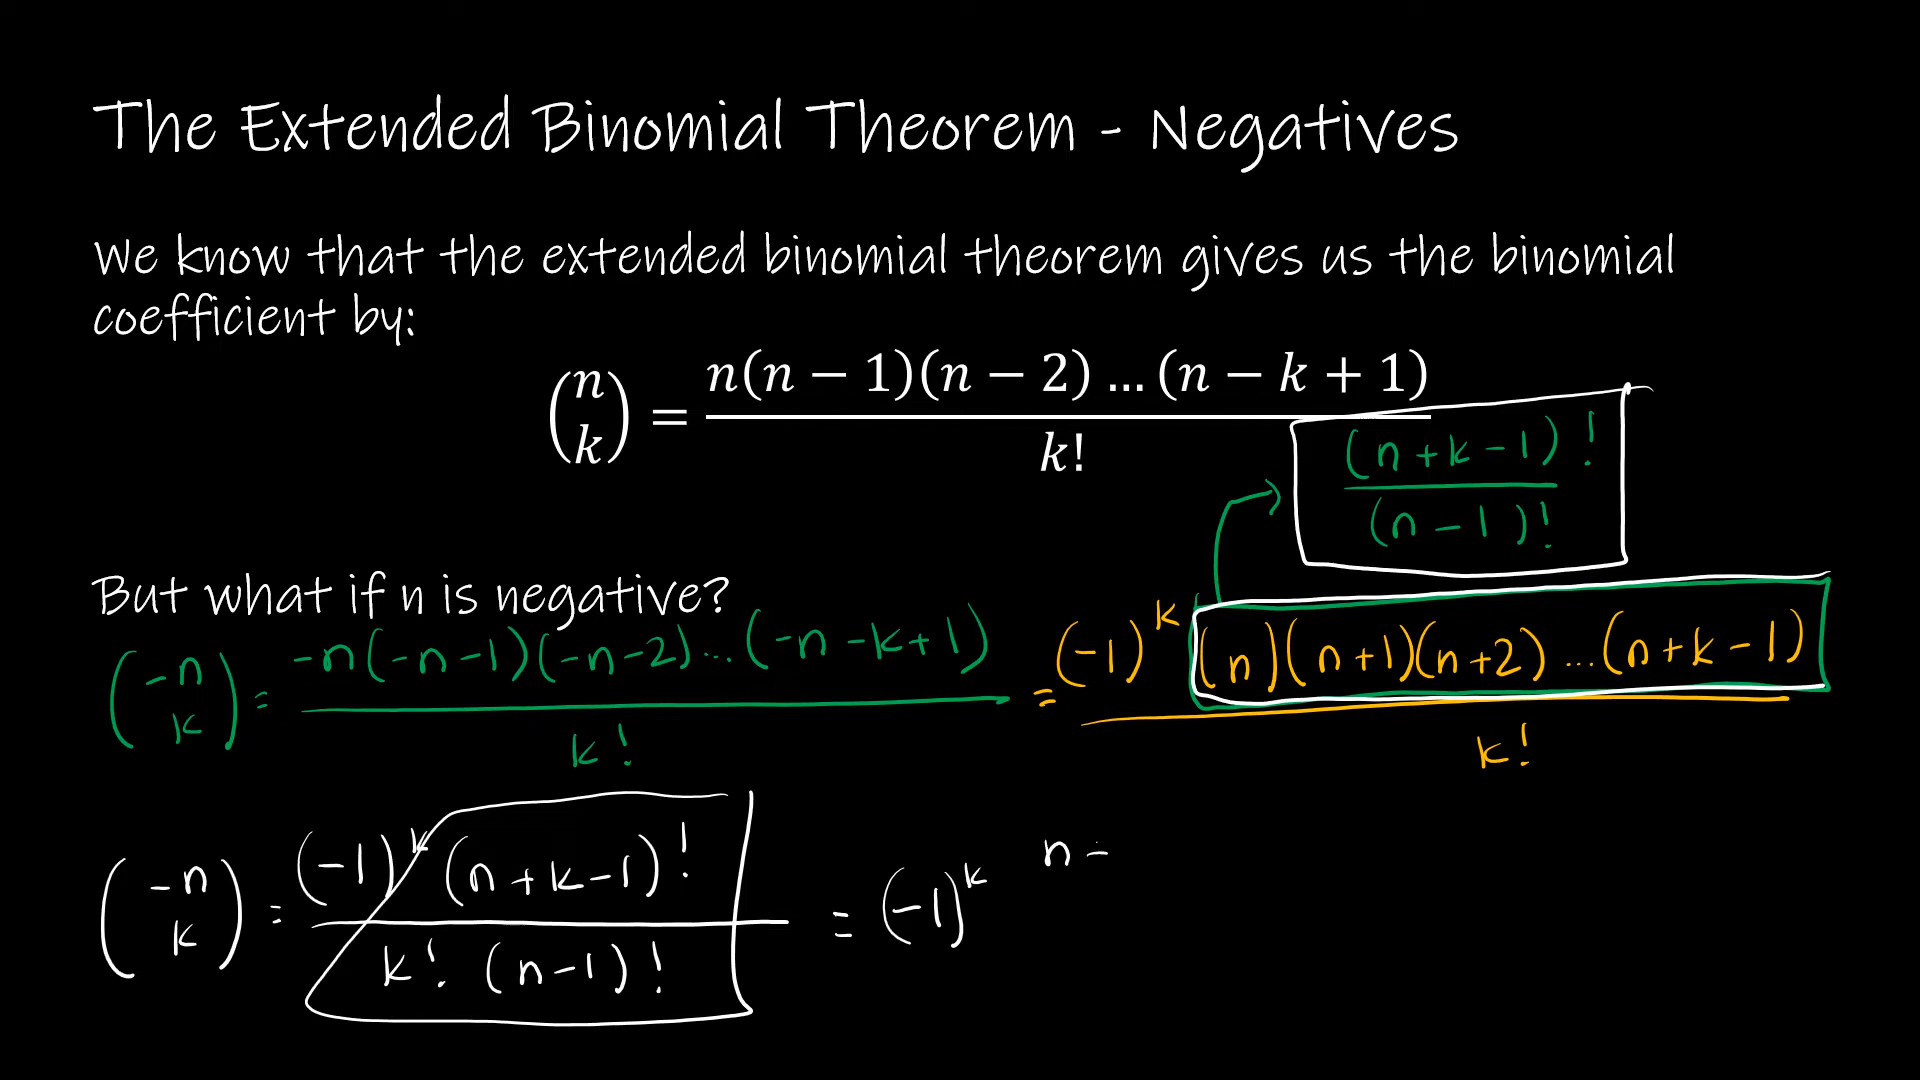 The Extended Binomial Theorem - Negatives
We know that the extended binomial theorem gives us the binomial
coefficient by:
(n k) = n(n − 1)(n − 2) … (n − k + 1) / k!
(n+k-1)! / (n-1)!
But what if n is negative?
(-n k) = -n(-n-1)(-n-2)...(-n-k+1) / k! = (-1)^k (n)(n+1)(n+2)...(n+k-1) / k!
(-n k) = (-1)^k (n+k-1)! / k! (n-1)! = (-1)^k n -